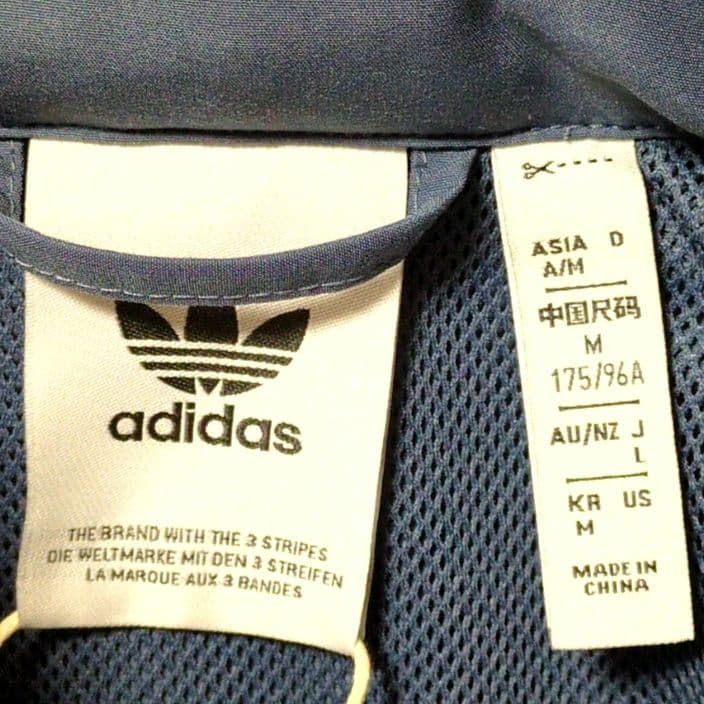 adidas
THE BRAND WITH THE 3 STRIPES
DIE WELTMARKE MIT DEN 3 STREIFEN
LA MARQUE AUX 3 BANDES
ASIA D
A/M
中国尺码
M
175/96A
AU/NZ J
L
KR US
M
MADE IN
CHINA